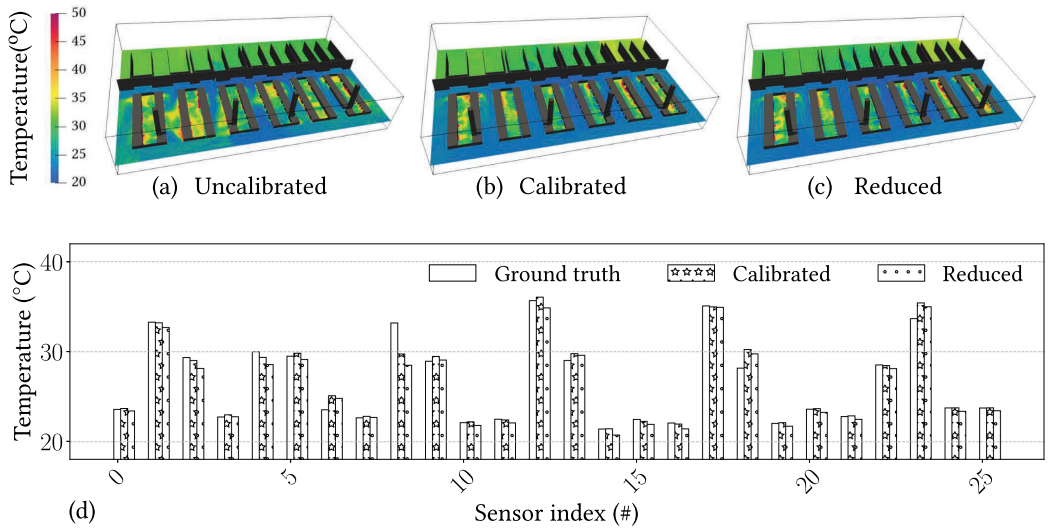 Temperature(°C)
50
45
40
35
30
25
20
(a) Uncalibrated
(b) Calibrated
(c) Reduced
Temperature (°C)
40
30
20
Ground truth
Calibrated
Reduced
0
5
10
15
20
25
Sensor index (#)
(d)